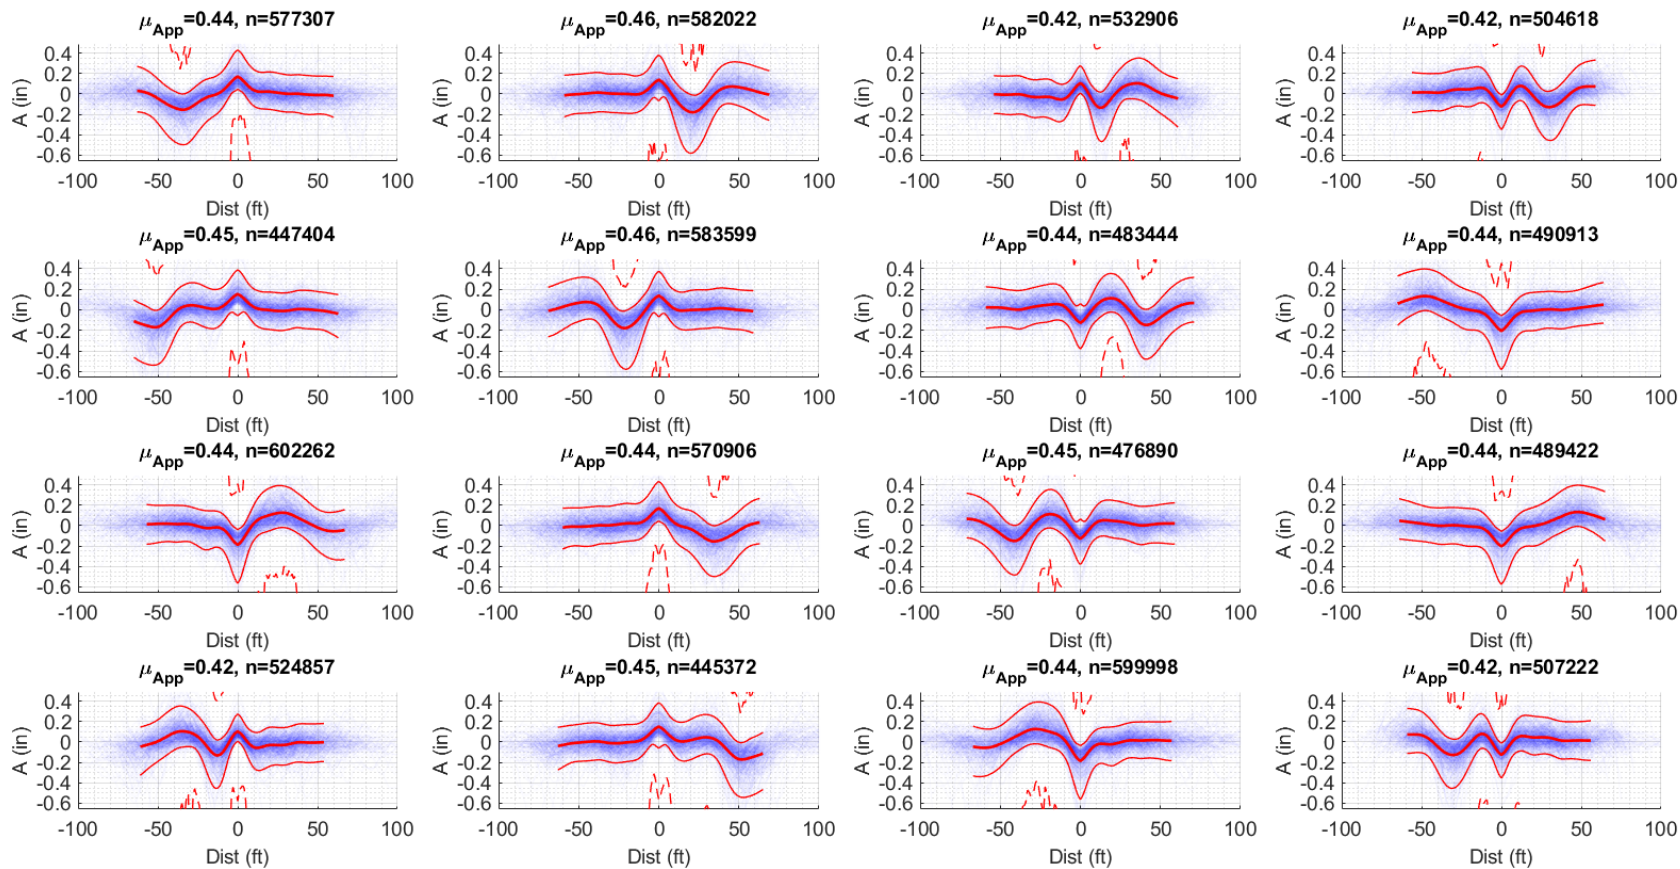 μApp=0.44, n=577307
μApp=0.46, n=582022
μApp=0.42, n=532906
μApp=0.42, n=504618
A (in)
0.4
0.2
0
-0.2
-0.4
-0.6
-100 -50 0 50 100
Dist (ft)
A (in)
0.4
0.2
0
-0.2
-0.4
-0.6
-100 -50 0 50 100
Dist (ft)
A (in)
0.4
0.2
0
-0.2
-0.4
-0.6
-100 -50 0 50 100
Dist (ft)
A (in)
0.4
0.2
0
-0.2
-0.4
-0.6
-100 -50 0 50 100
Dist (ft)
μApp=0.45, n=447404
μApp=0.46, n=583599
μApp=0.44, n=483444
μApp=0.44, n=490913
A (in)
0.4
0.2
0
-0.2
-0.4
-0.6
-100 -50 0 50 100
Dist (ft)
A (in)
0.4
0.2
0
-0.2
-0.4
-0.6
-100 -50 0 50 100
Dist (ft)
A (in)
0.4
0.2
0
-0.2
-0.4
-0.6
-100 -50 0 50 100
Dist (ft)
A (in)
0.4
0.2
0
-0.2
-0.4
-0.6
-100 -50 0 50 100
Dist (ft)
μApp=0.44, n=602262
μApp=0.44, n=570906
μApp=0.45, n=476890
μApp=0.44, n=489422
A (in)
0.4
0.2
0
-0.2
-0.4
-0.6
-100 -50 0 50 100
Dist (ft)
A (in)
0.4
0.2
0
-0.2
-0.4
-0.6
-100 -50 0 50 100
Dist (ft)
A (in)
0.4
0.2
0
-0.2
-0.4
-0.6
-100 -50 0 50 100
Dist (ft)
A (in)
0.4
0.2
0
-0.2
-0.4
-0.6
-100 -50 0 50 100
Dist (ft)
μApp=0.42, n=524857
μApp=0.45, n=445372
μApp=0.44, n=599998
μApp=0.42, n=507222
A (in)
0.4
0.2
0
-0.2
-0.4
-0.6
-100 -50 0 50 100
Dist (ft)
A (in)
0.4
0.2
0
-0.2
-0.4
-0.6
-100 -50 0 50 100
Dist (ft)
A (in)
0.4
0.2
0
-0.2
-0.4
-0.6
-100 -50 0 50 100
Dist (ft)
A (in)
0.4
0.2
0
-0.2
-0.4
-0.6
-100 -50 0 50 100
Dist (ft)